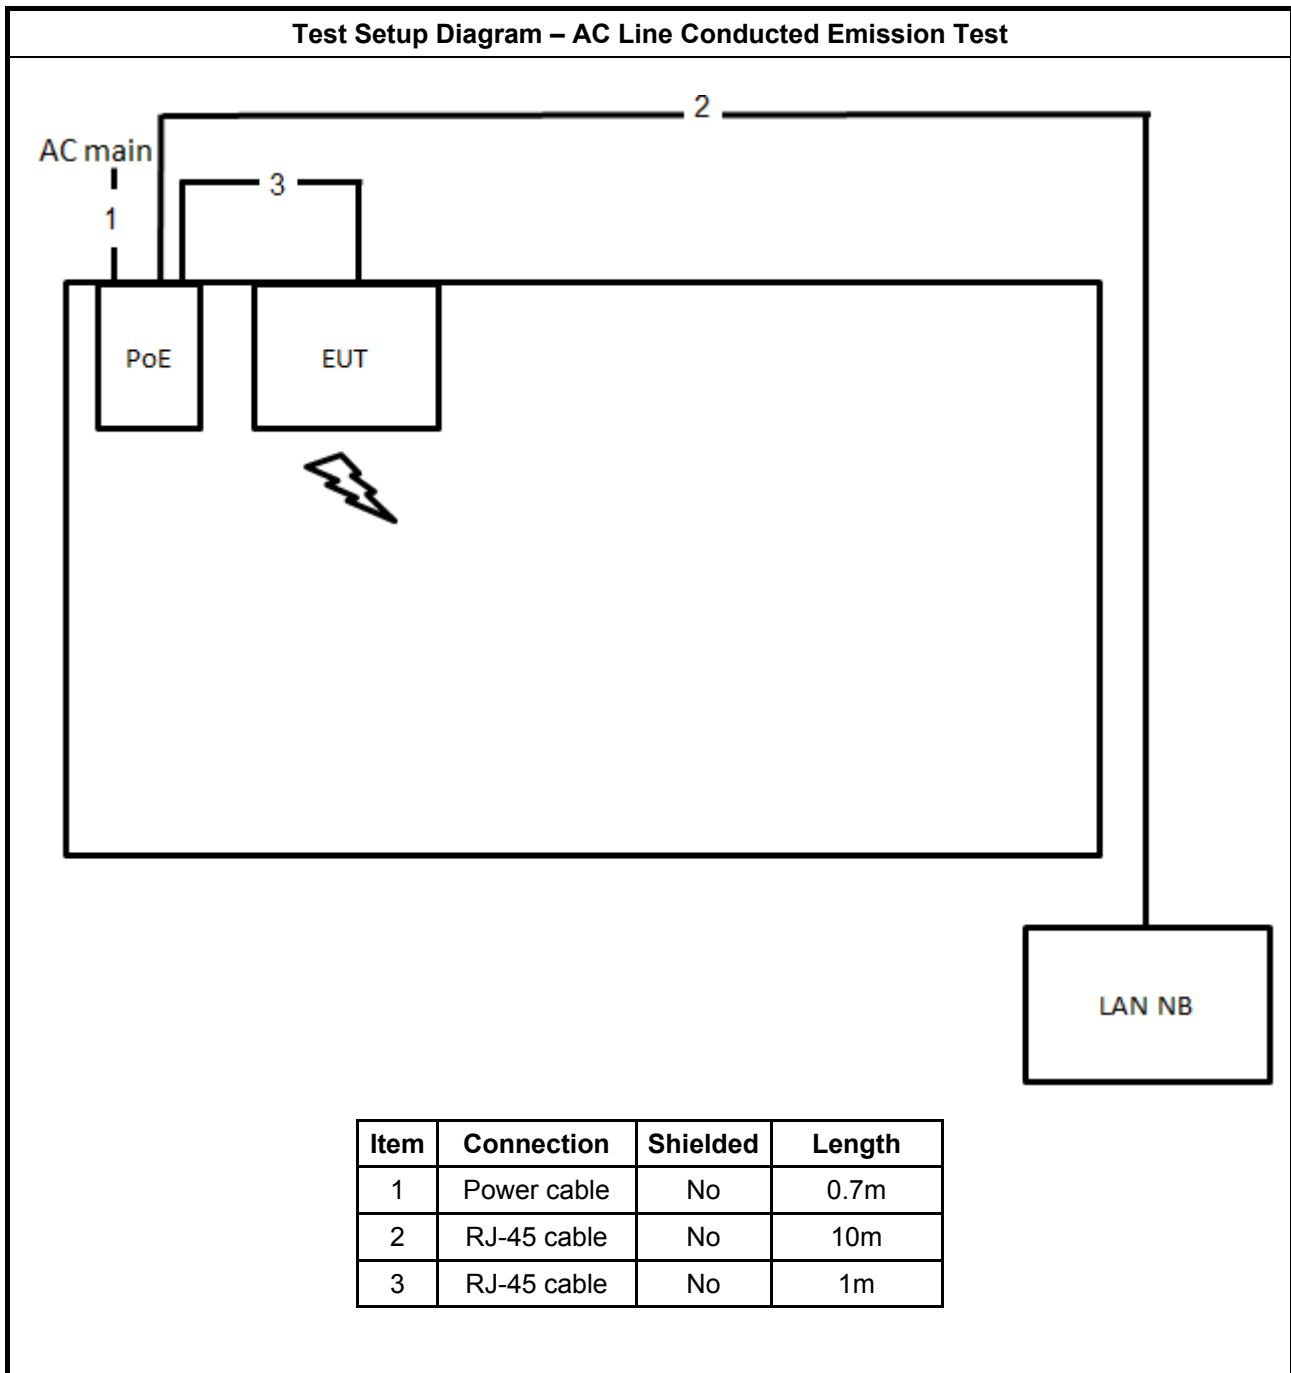 Test Setup Diagram – AC Line Conducted Emission Test
2
AC main
3
1
PoE
EUT
LAN NB
Item Connection Shielded Length
1 Power cable No 0.7m
2 RJ-45 cable No 10m
3 RJ-45 cable No 1m